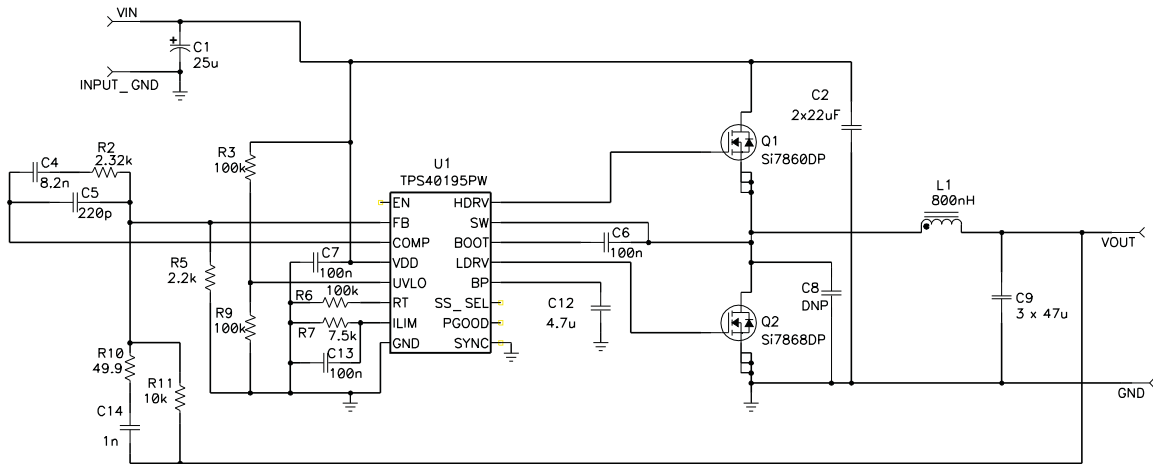 VIN
C1
25u
INPUT_GND
C2
2x22uF
Q1
Si7860DP
C4
8.2n
R2
2.32k
C5
220p
R3
100k
U1
TPS40195PW
EN
FB
COMP
VDD
UVLO
RT
ILIM
GND
HDRV
SW
BOOT
LDRV
BP
SS_SEL
PGOOD
SYNC
L1
800nH
VOUT
C6
100n
C7
100n
R5
2.2k
R6
100k
R9
100k
R7
7.5k
C13
100n
C12
4.7u
C8
DNP
C9
3 x 47u
Q2
Si7868DP
R10
49.9
R11
10k
C14
1n
GND